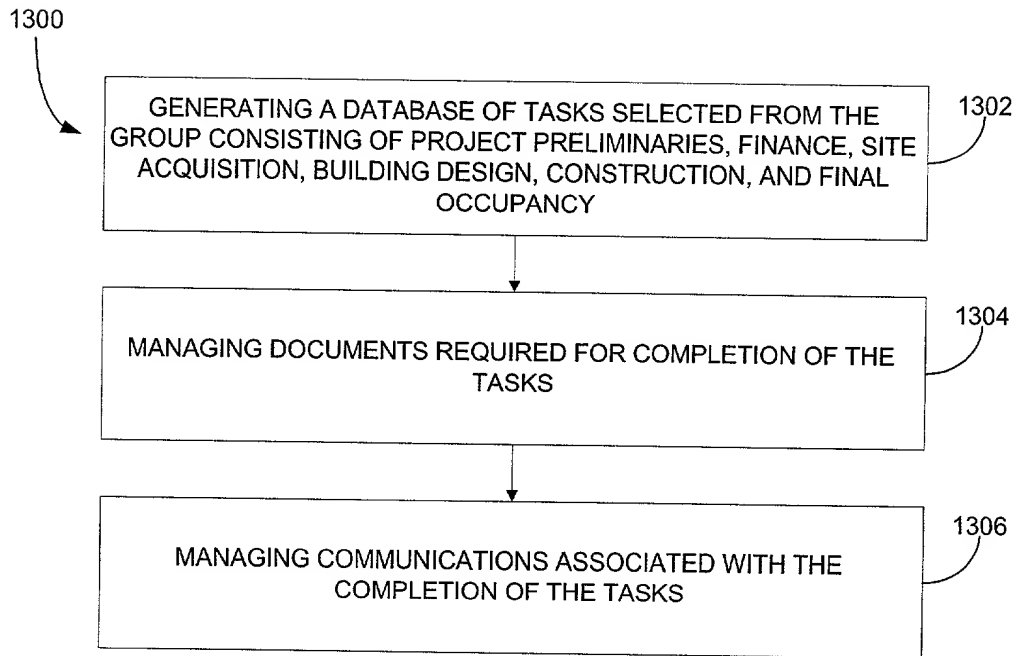 1300
GENERATING A DATABASE OF TASKS SELECTED FROM THE
GROUP CONSISTING OF PROJECT PRELIMINARIES, FINANCE, SITE
ACQUISITION, BUILDING DESIGN, CONSTRUCTION, AND FINAL
OCCUPANCY
1302
MANAGING DOCUMENTS REQUIRED FOR COMPLETION OF THE
TASKS
1304
MANAGING COMMUNICATIONS ASSOCIATED WITH THE
COMPLETION OF THE TASKS
1306